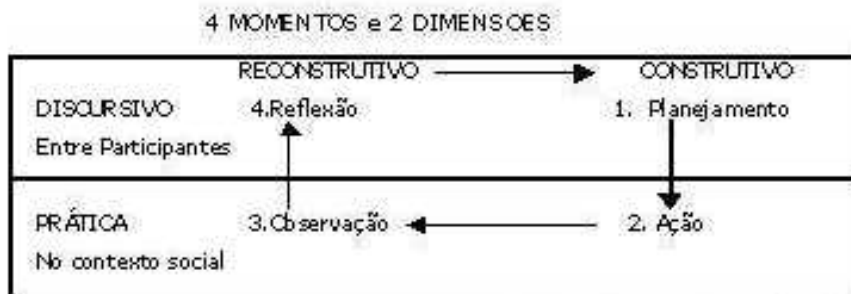 4 MOMENTOS e 2 DIMENSOES
RECONSTRUTIVO CONSTRUTIVO
DISCURSIVO 4.Reflexão 1. Planejamento
Entre Participantes
PRÁTICA 3.Observação 2. Ação
No contexto social